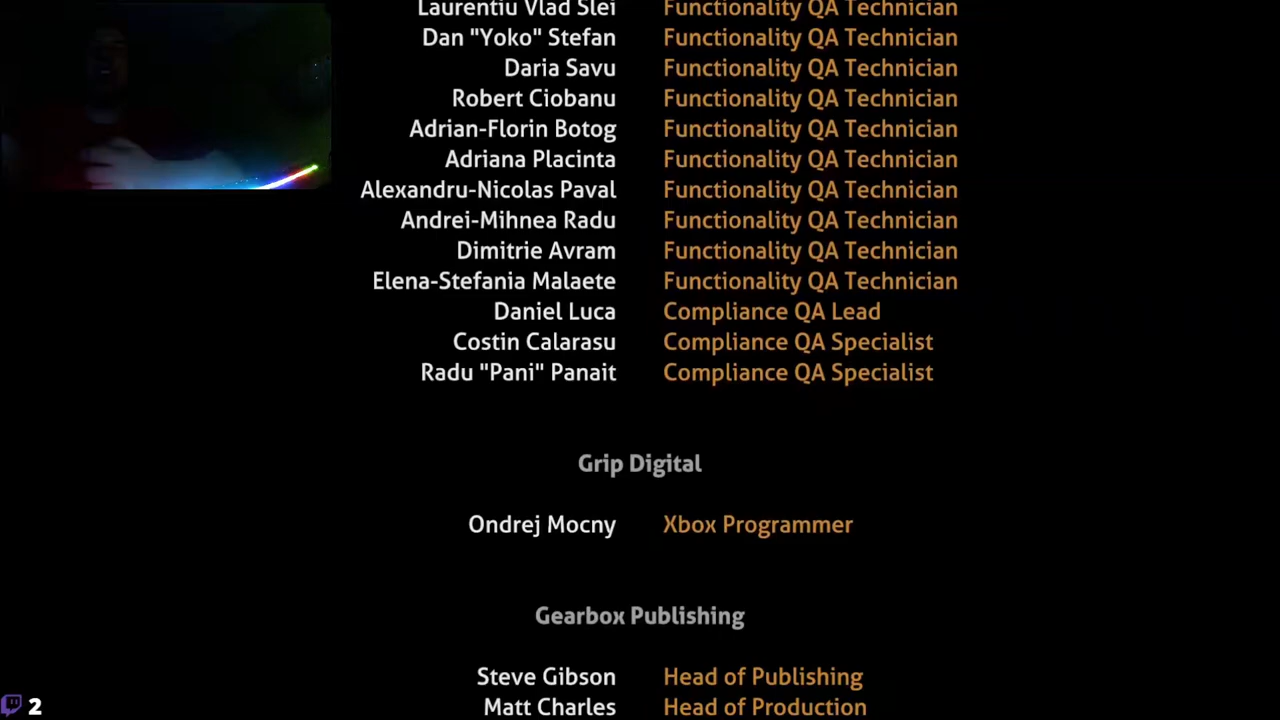 Laurentiu Vlad Slei Functionality QA Technician
Dan "Yoko" Stefan Functionality QA Technician
Daria Savu Functionality QA Technician
Robert Ciobanu Functionality QA Technician
Adrian-Florin Botog Functionality QA Technician
Adriana Placinta Functionality QA Technician
Alexandru-Nicolas Paval Functionality QA Technician
Andrei-Mihnea Radu Functionality QA Technician
Dimitrie Avram Functionality QA Technician
Elena-Stefania Malaete Functionality QA Technician
Daniel Luca Compliance QA Lead
Costin Calarasu Compliance QA Specialist
Radu "Pani" Panait Compliance QA Specialist
Grip Digital
Ondrej Mocny Xbox Programmer
Gearbox Publishing
Steve Gibson Head of Publishing
Matt Charles Head of Production
2